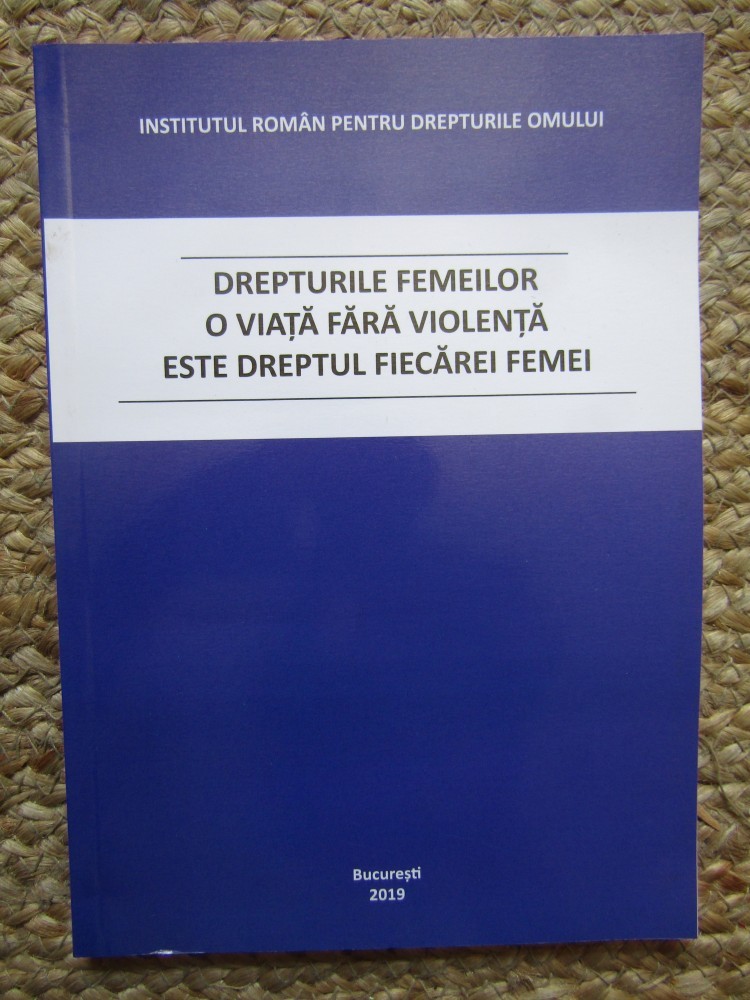 INSTITUTUL ROMÂN PENTRU DREPTURILE OMULUI
DREPTURILE FEMEILOR
O VIAȚĂ FĂRĂ VIOLENȚĂ
ESTE DREPTUL FIECĂREI FEMEI
București
2019